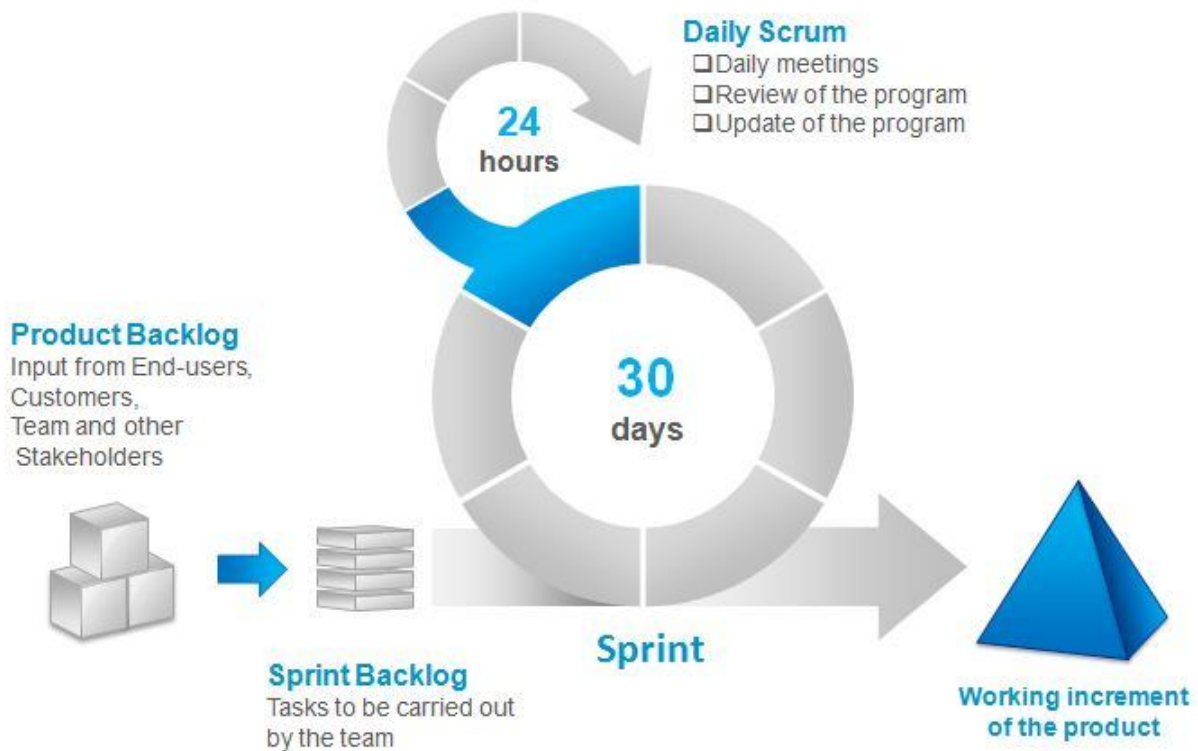 Daily Scrum
❑Daily meetings
❑Review of the program
❑Update of the program
24
hours
Product Backlog
Input from End-users,
Customers,
Team and other
Stakeholders
30
days
Sprint
Sprint Backlog
Tasks to be carried out
by the team
Working increment
of the product